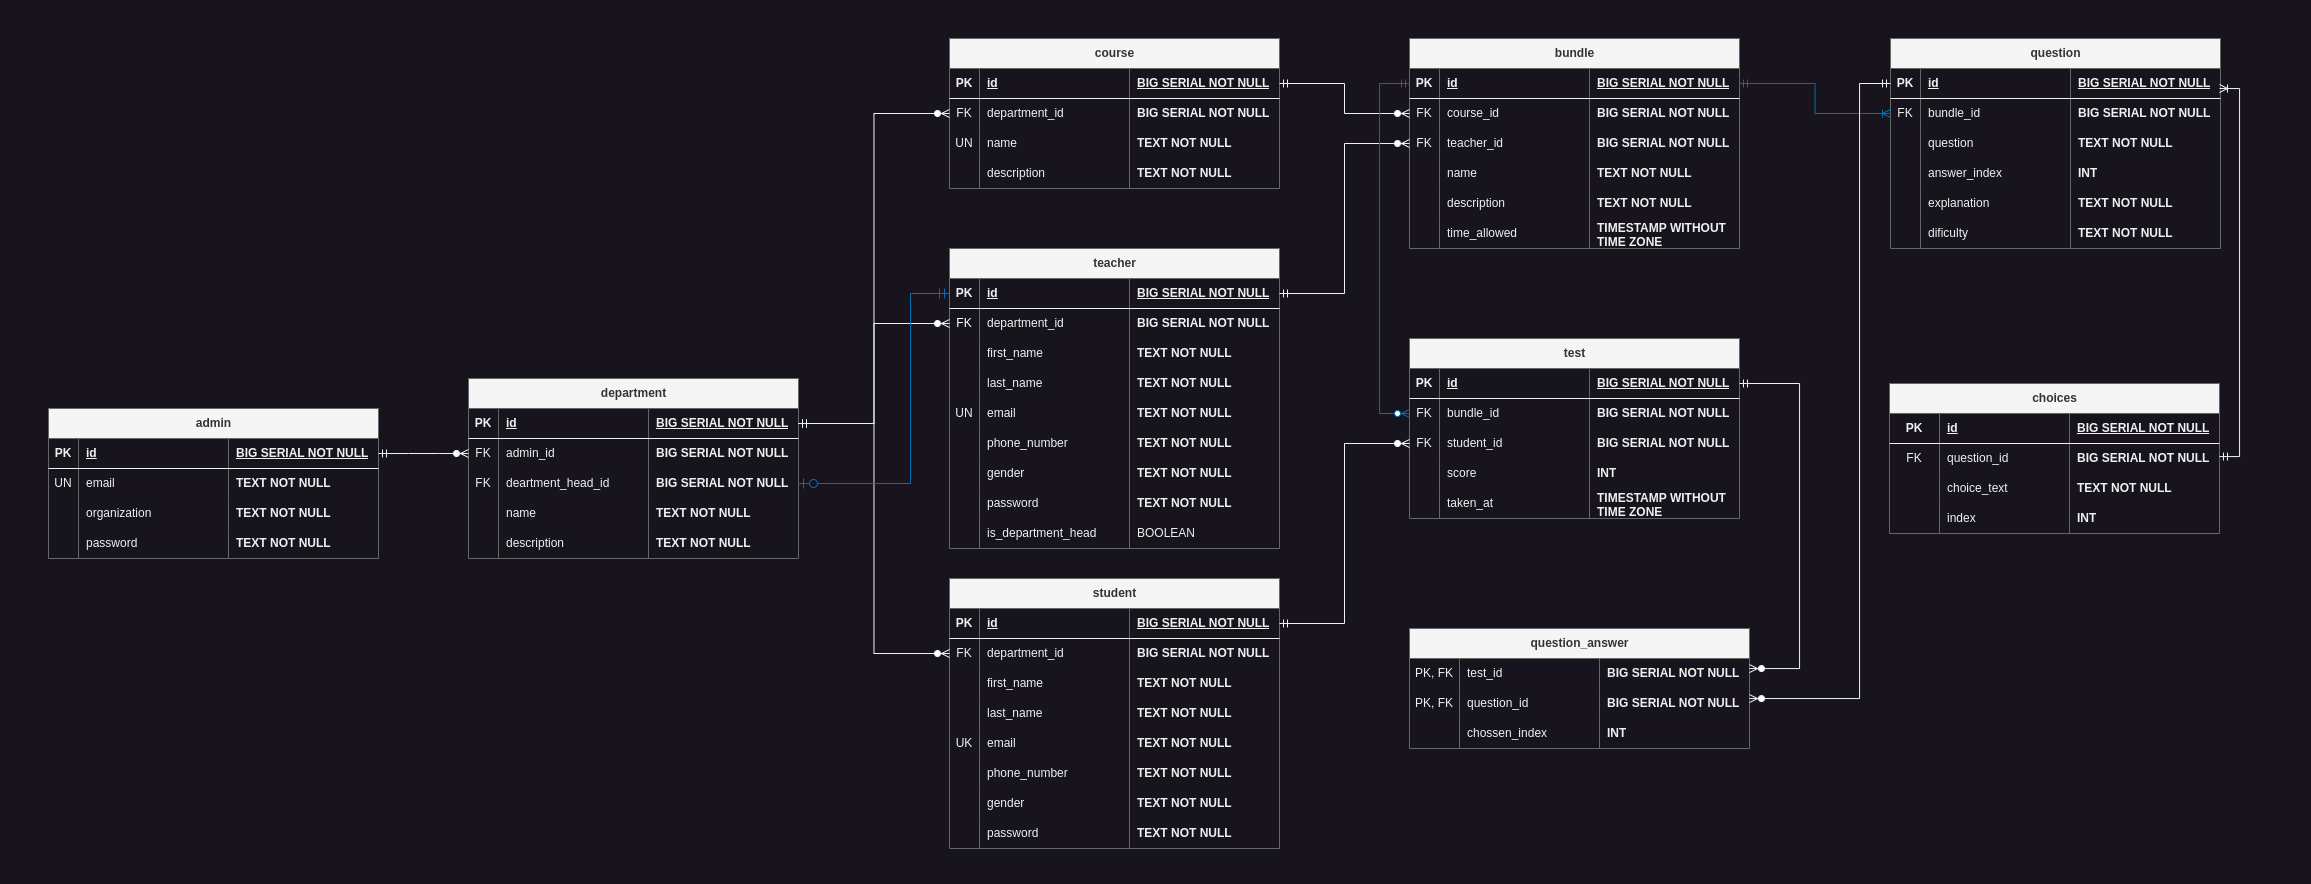 course
PK id BIG SERIAL NOT NULL
FK department_id BIG SERIAL NOT NULL
UN name TEXT NOT NULL
description TEXT NOT NULL
bundle
PK id BIG SERIAL NOT NULL
FK course_id BIG SERIAL NOT NULL
FK teacher_id BIG SERIAL NOT NULL
name TEXT NOT NULL
description TEXT NOT NULL
time_allowed TIMESTAMP WITHOUT
TIME ZONE
question
PK id BIG SERIAL NOT NULL
FK bundle_id BIG SERIAL NOT NULL
question TEXT NOT NULL
answer_index INT
explanation TEXT NOT NULL
dificulty TEXT NOT NULL
teacher
PK id BIG SERIAL NOT NULL
FK department_id BIG SERIAL NOT NULL
first_name TEXT NOT NULL
last_name TEXT NOT NULL
UN email TEXT NOT NULL
phone_number TEXT NOT NULL
gender TEXT NOT NULL
password TEXT NOT NULL
is_department_head BOOLEAN
test
PK id BIG SERIAL NOT NULL
FK bundle_id BIG SERIAL NOT NULL
FK student_id BIG SERIAL NOT NULL
score INT
taken_at TIMESTAMP WITHOUT
TIME ZONE
choices
PK id BIG SERIAL NOT NULL
FK question_id BIG SERIAL NOT NULL
choice_text TEXT NOT NULL
index INT
admin
PK id BIG SERIAL NOT NULL
UN email TEXT NOT NULL
organization TEXT NOT NULL
password TEXT NOT NULL
department
PK id BIG SERIAL NOT NULL
FK admin_id BIG SERIAL NOT NULL
FK deartment_head_id BIG SERIAL NOT NULL
name TEXT NOT NULL
description TEXT NOT NULL
student
PK id BIG SERIAL NOT NULL
FK department_id BIG SERIAL NOT NULL
first_name TEXT NOT NULL
last_name TEXT NOT NULL
UK email TEXT NOT NULL
phone_number TEXT NOT NULL
gender TEXT NOT NULL
password TEXT NOT NULL
question_answer
PK, FK test_id BIG SERIAL NOT NULL
PK, FK question_id BIG SERIAL NOT NULL
chossen_index INT